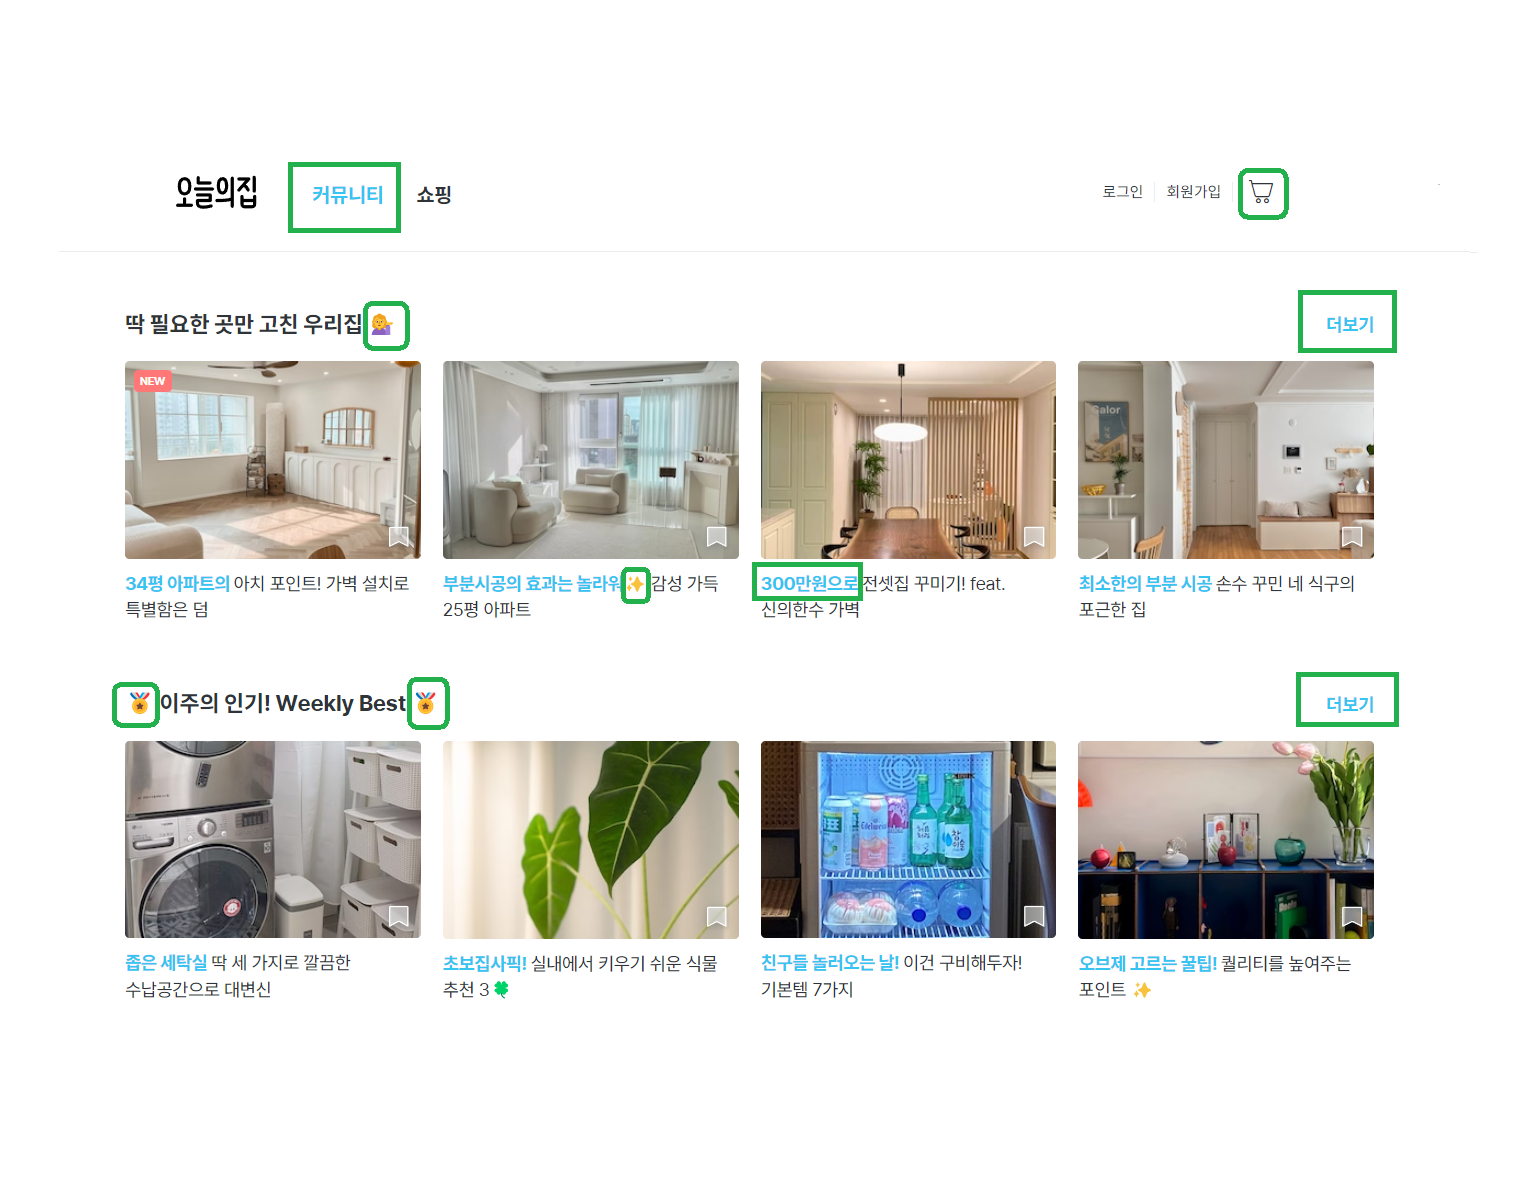 오늘의집 커뮤니티 쇼핑 로그인 회원가입
딱 필요한 곳만 고친 우리집 💁‍♀️ 더보기
NEW
Salon
34평 아파트의 아치 포인트! 가벽 설치로
특별함은 덤
부분시공의 효과는 놀라워✨ 감성 가득
25평 아파트
300만원으로 전셋집 꾸미기! feat.
신의한수 가벽
최소한의 부분 시공 손수 꾸민 네 식구의
포근한 집
🏅이주의 인기! Weekly Best🏅 더보기
Edelweiss
참이슬
좁은 세탁실 딱 세 가지로 깔끔한
수납공간으로 대변신
초보집사픽! 실내에서 키우기 쉬운 식물
추천 3🍀
친구들 놀러오는 날! 이건 구비해두자!
기본템 7가지
오브제 고르는 꿀팁! 퀄리티를 높여주는
포인트 ✨